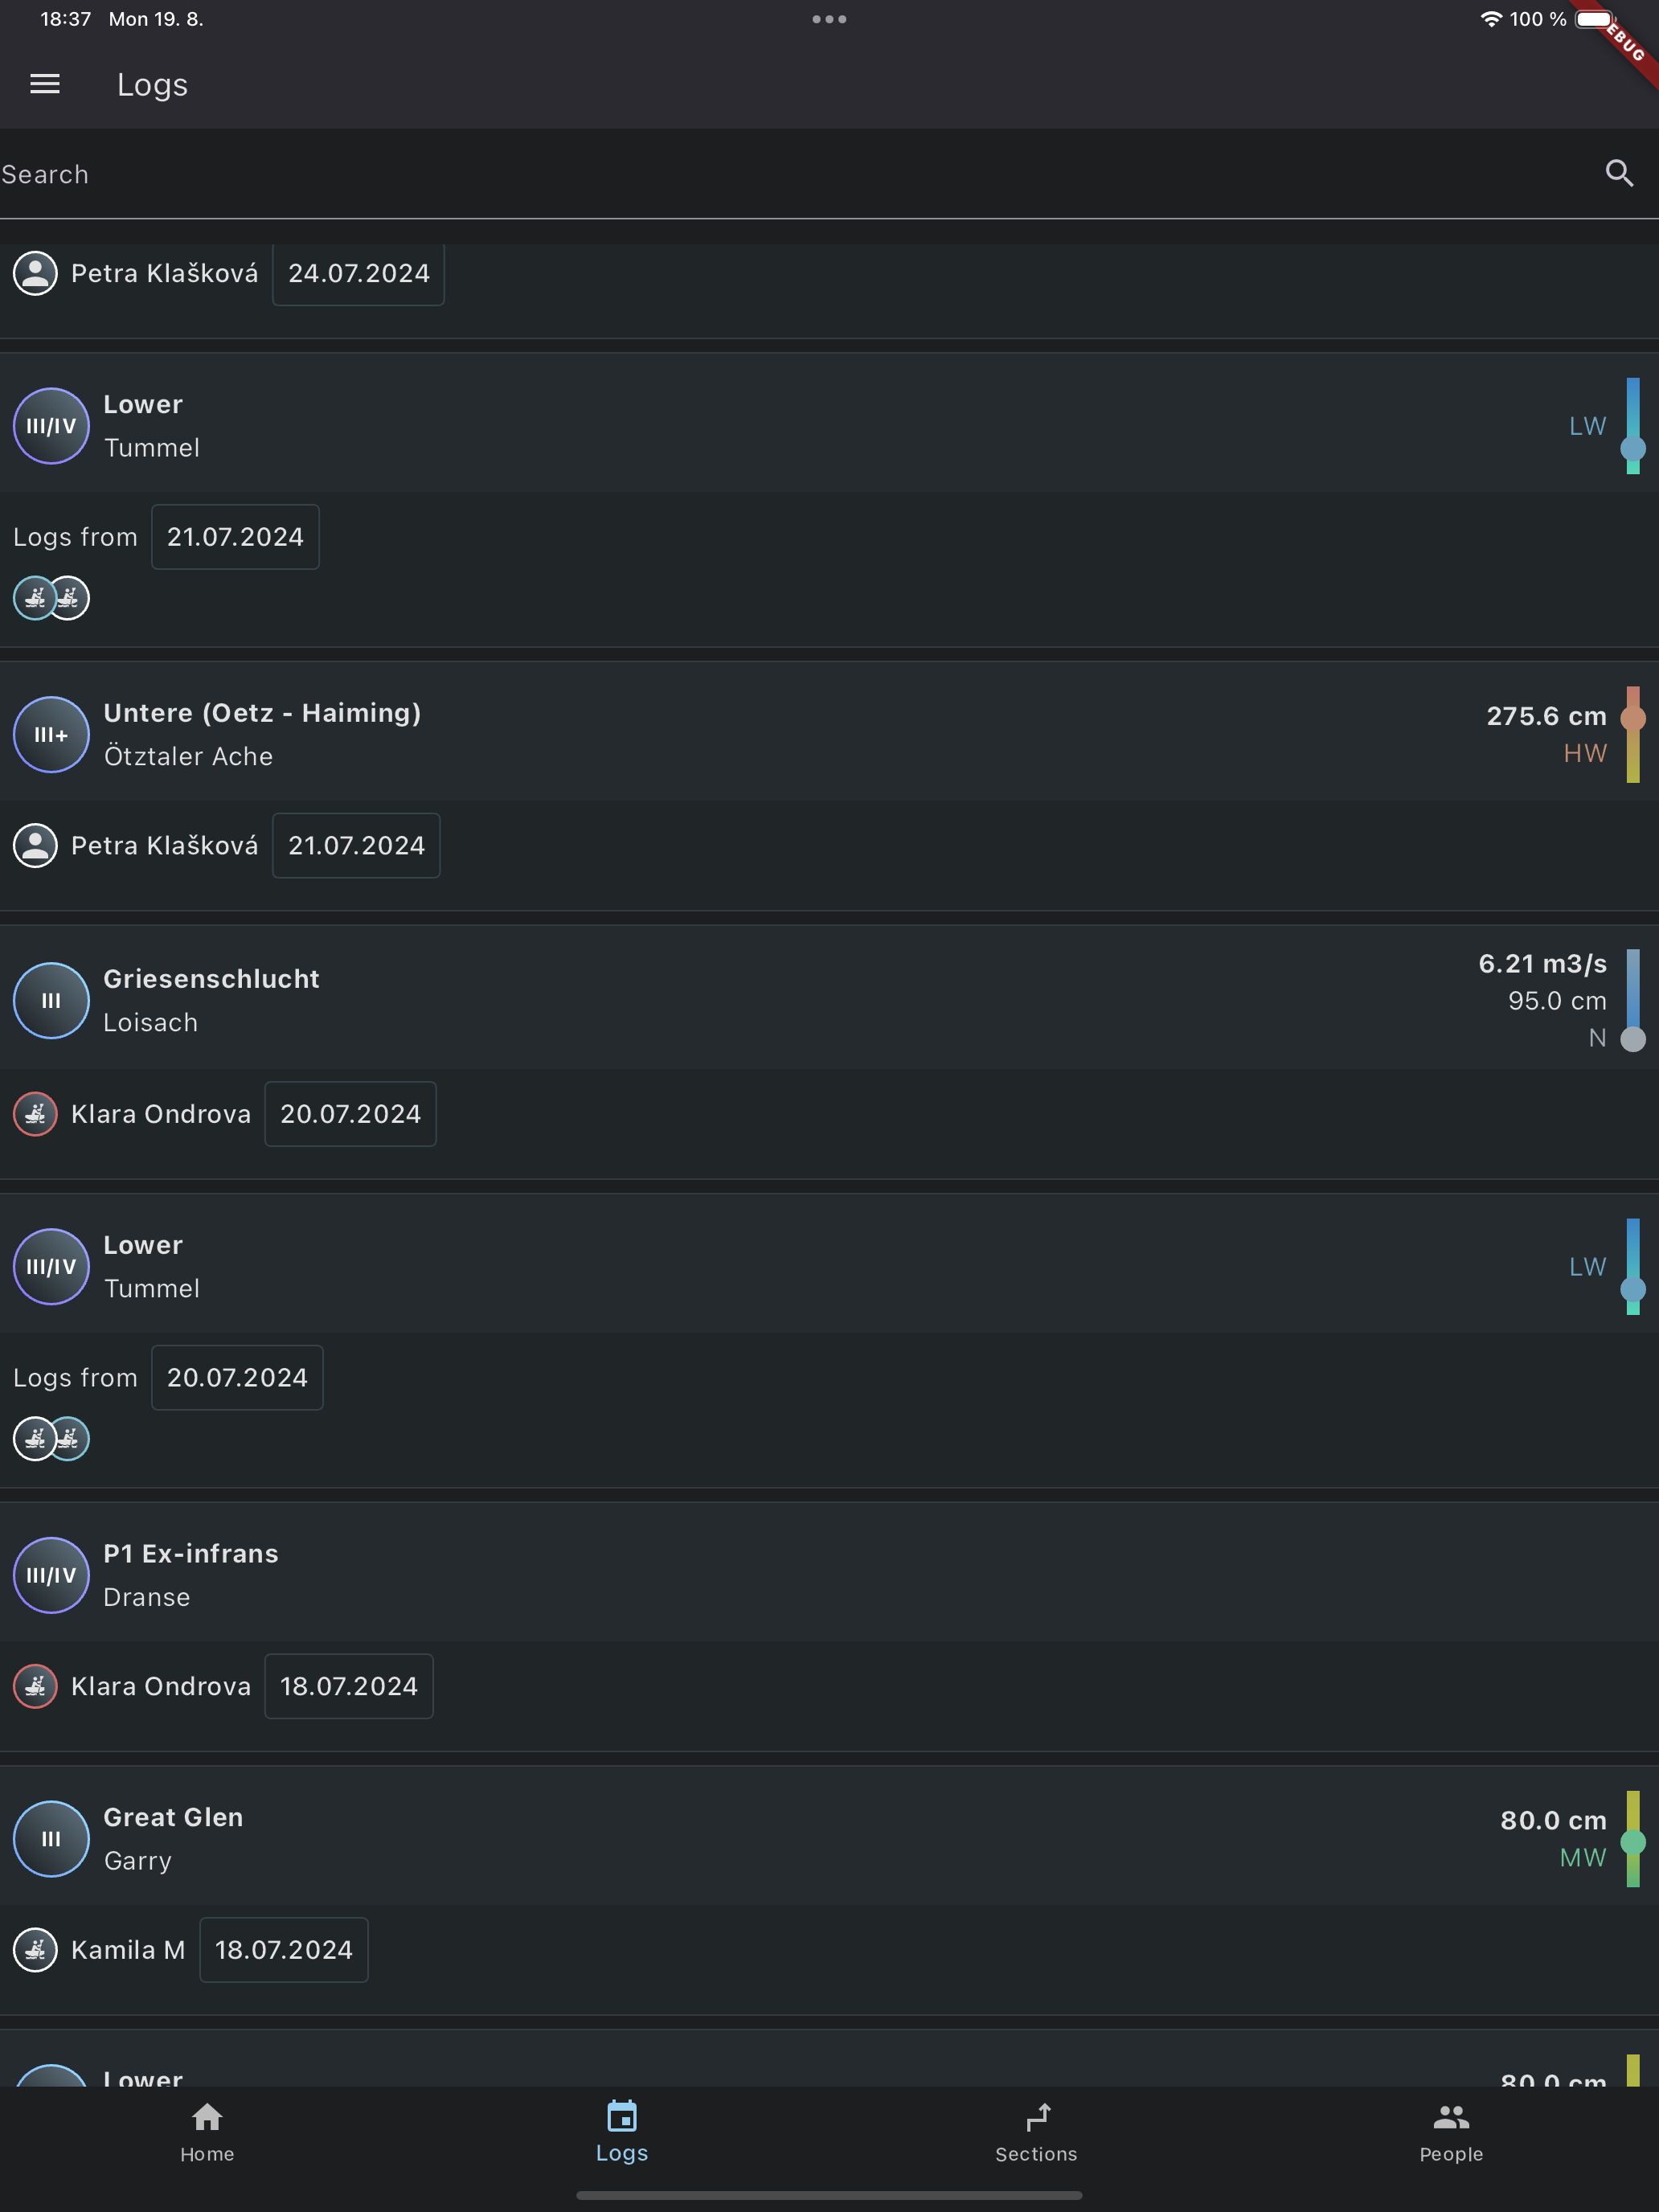 18:37 Mon 19. 8.
100 %
EBUG
Logs
Search
Petra Klašková 24.07.2024
III/IV
Lower
Tummel
LW
Logs from 21.07.2024
III+
Untere (Oetz - Haiming)
Ötztaler Ache
275.6 cm
HW
Petra Klašková 21.07.2024
III
Griesenschlucht
Loisach
6.21 m3/s
95.0 cm
N
Klara Ondrova 20.07.2024
III/IV
Lower
Tummel
LW
Logs from 20.07.2024
III/IV
P1 Ex-infrans
Dranse
Klara Ondrova 18.07.2024
III
Great Glen
Garry
80.0 cm
MW
Kamila M 18.07.2024
Lower
80.0 cm
Home
Logs
Sections
People